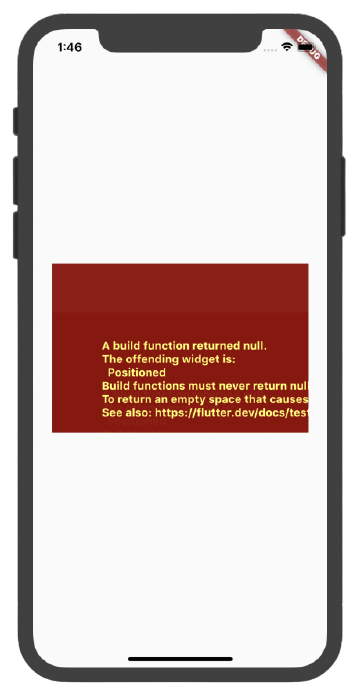 1:46
DEBUG
A build function returned null.
The offending widget is:
Positioned
Build functions must never return null
To return an empty space that causes
See also: https://flutter.dev/docs/test